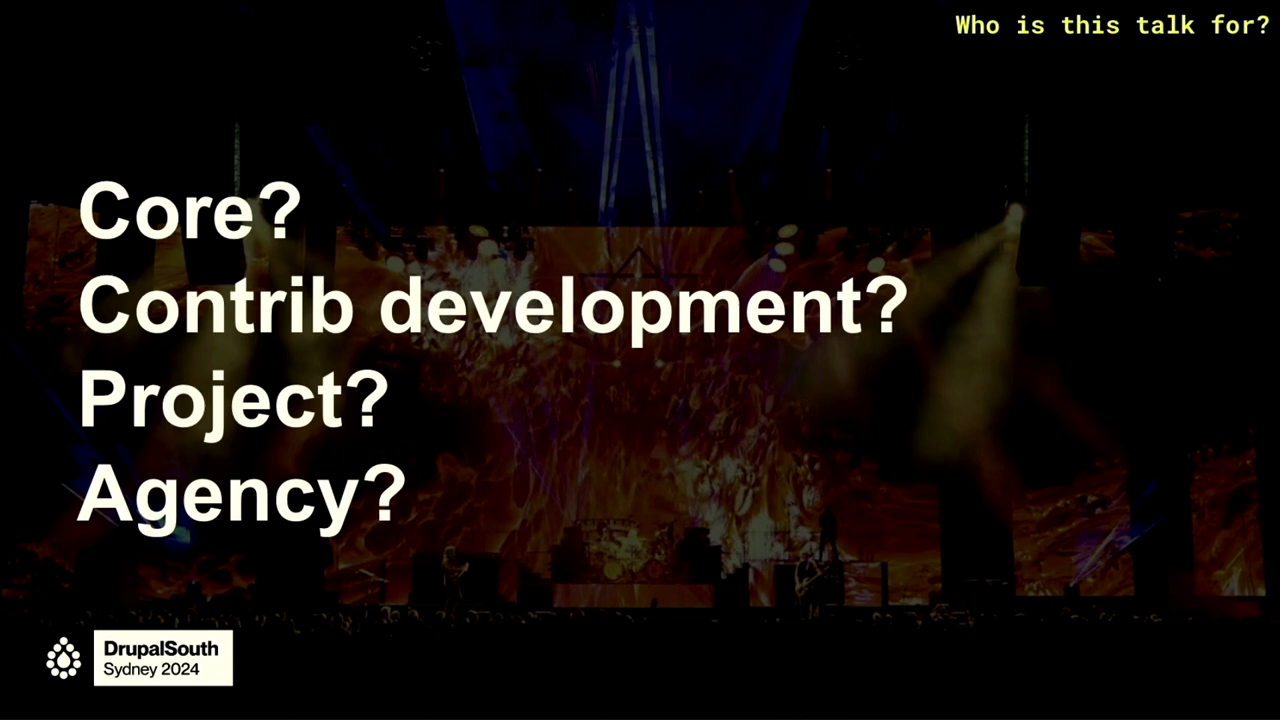 Who is this talk for?
Core?
Contrib development?
Project?
Agency?
DrupalSouth
Sydney 2024